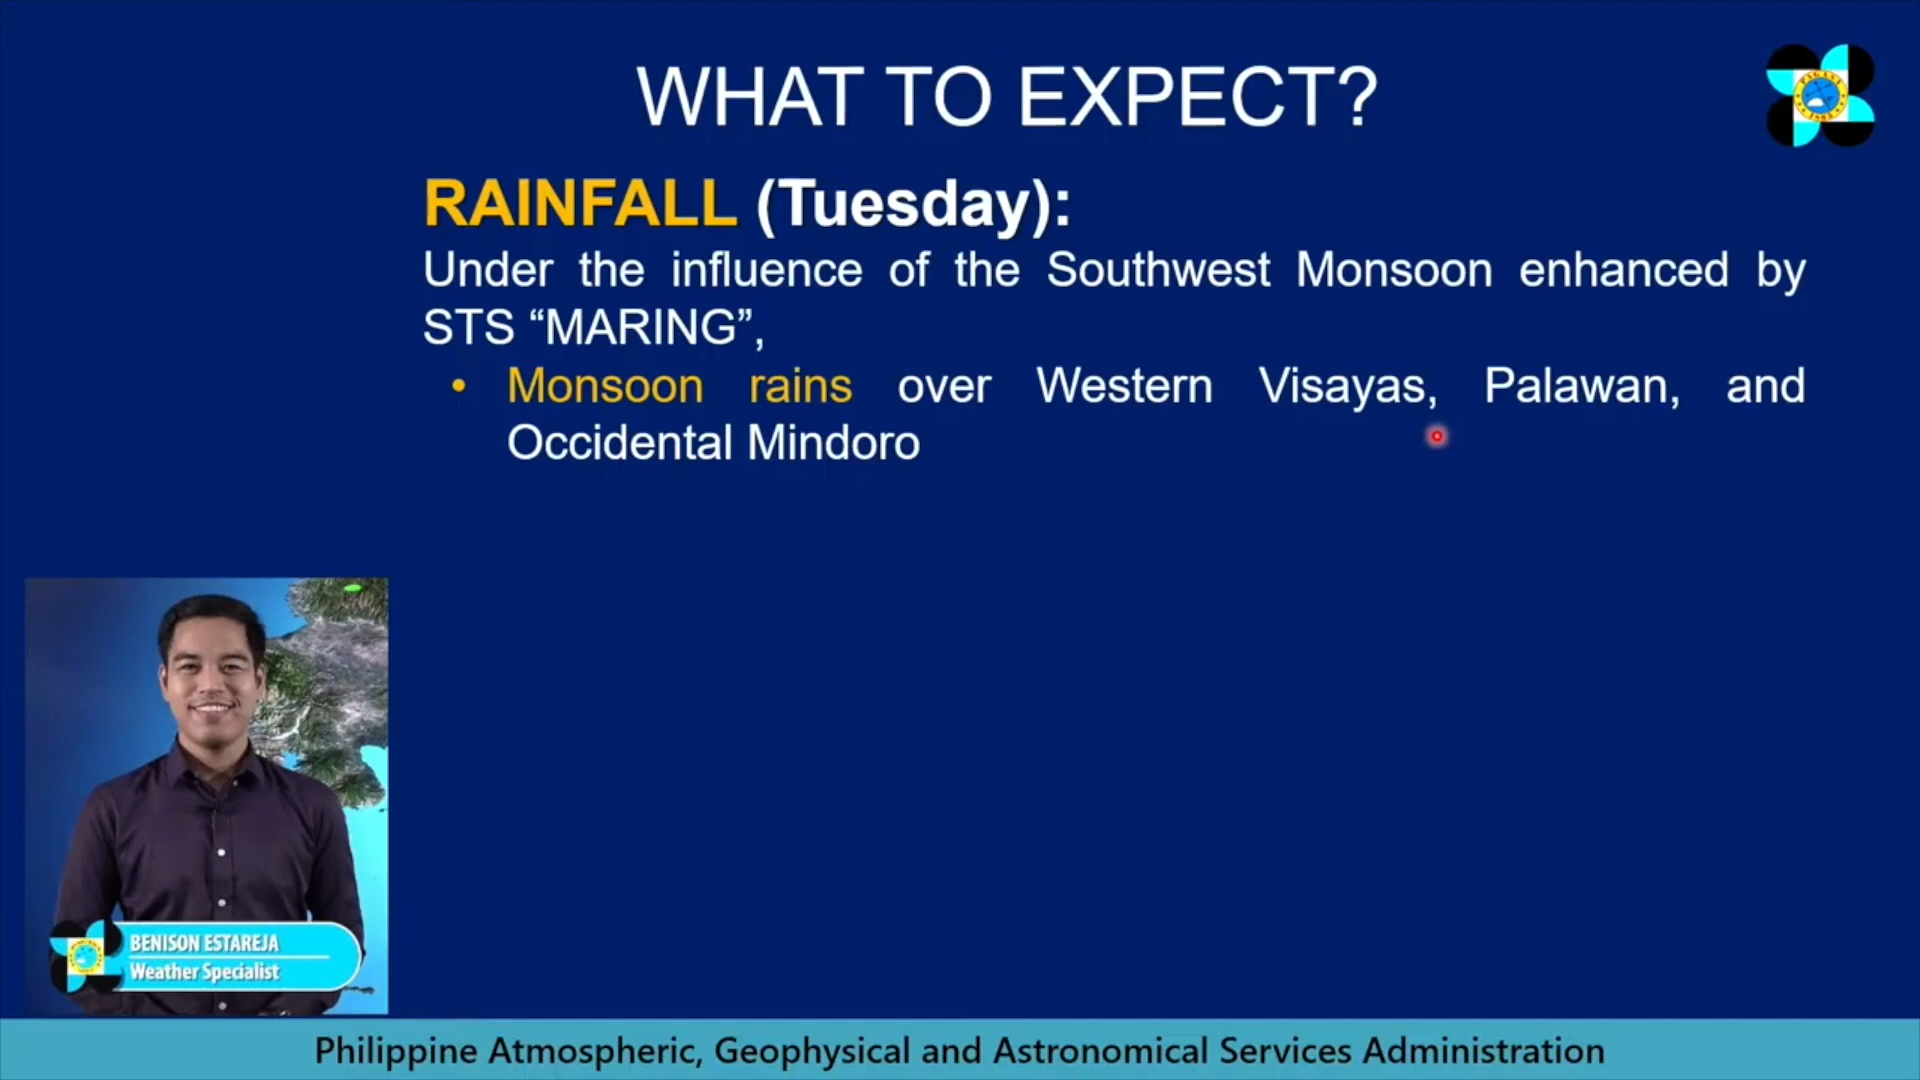 WHAT TO EXPECT?
RAINFALL (Tuesday):
Under the influence of the Southwest Monsoon enhanced by
STS “MARING”,
• Monsoon rains over Western Visayas, Palawan, and
Occidental Mindoro
BENISON ESTAREJA
Weather Specialist
Philippine Atmospheric, Geophysical and Astronomical Services Administration